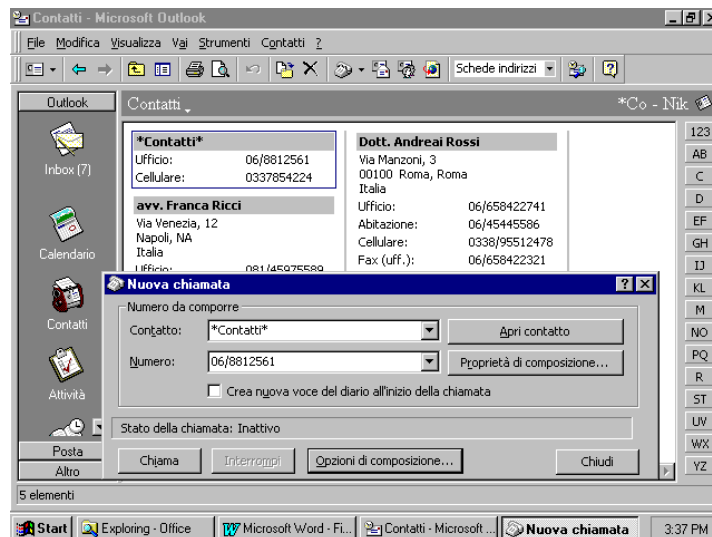 Contatti - Microsoft Outlook
File Modifica Visualizza Vai Strumenti Contatti ?
Schede indirizzi
Outlook
Contatti
*Co - Nik
Inbox (7)
Calendario
Contatti
Attività
Posta
Altro
*Contatti*
Ufficio: 06/8812561
Cellulare: 0337854224
avv. Franca Ricci
Via Venezia, 12
Napoli, NA
Italia
Ufficio: 081/45975589
Dott. Andreai Rossi
Via Manzoni, 3
00100 Roma, Roma
Italia
Ufficio: 06/658422741
Abitazione: 06/45445586
Cellulare: 0338/95512478
Fax (uff.): 06/658422321
123
AB
C
D
EF
GH
IJ
KL
M
NO
PQ
R
ST
UV
WX
YZ
Nuova chiamata
Numero da comporre
Contatto: *Contatti* Apri contatto
Numero: 06/8812561 Proprietà di composizione...
Crea nuova voce del diario all'inizio della chiamata
Stato della chiamata: Inattivo
Chiama Interrompi Opzioni di composizione... Chiudi
5 elementi
Start Exploring - Office Microsoft Word - Fi... Contatti - Microsoft ... Nuova chiamata 3:37 PM